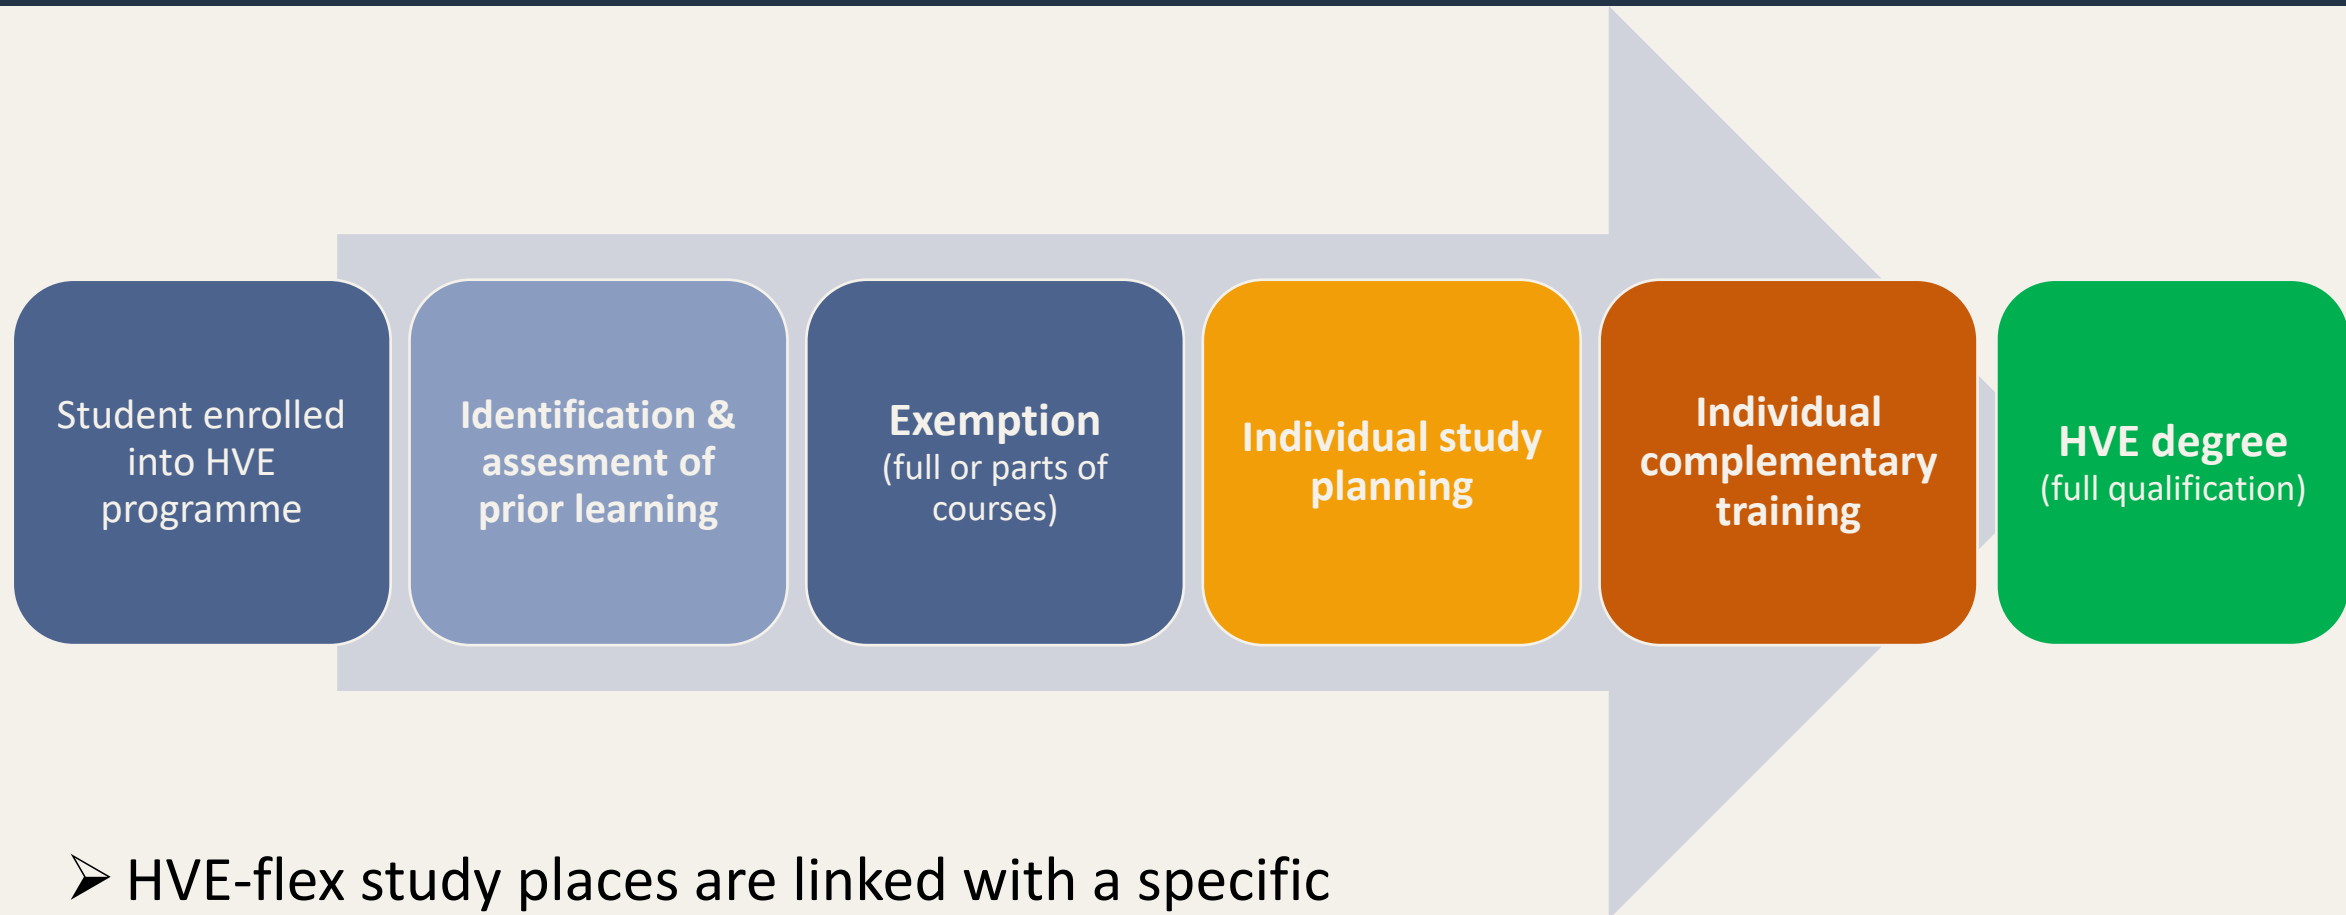 Student enrolled
into HVE
programme
Identification &
assesment of
prior learning
Exemption
(full or parts of
courses)
Individual study
planning
Individual
complementary
training
HVE degree
(full qualification)
➢ HVE-flex study places are linked with a specific